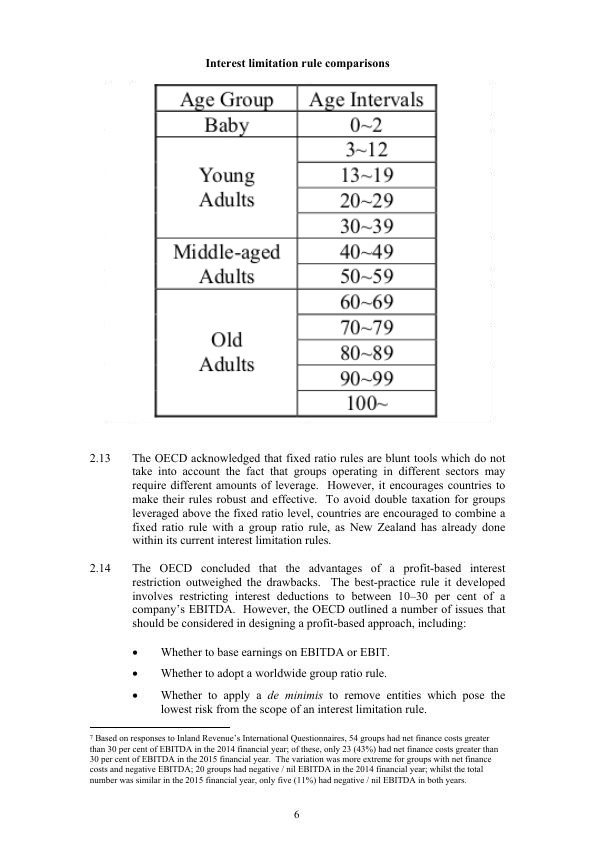 Interest limitation rule comparisons
Age Group Age Intervals
Baby 0~2
3~12
Young 13~19
Adults 20~29
30~39
Middle-aged 40~49
Adults 50~59
60~69
70~79
Old 80~89
Adults 90~99
100~
2.13 The OECD acknowledged that fixed ratio rules are blunt tools which do not
take into account the fact that groups operating in different sectors may
require different amounts of leverage. However, it encourages countries to
make their rules robust and effective. To avoid double taxation for groups
leveraged above the fixed ratio level, countries are encouraged to combine a
fixed ratio rule with a group ratio rule, as New Zealand has already done
within its current interest limitation rules.
2.14 The OECD concluded that the advantages of a profit-based interest
restriction outweighed the drawbacks. The best-practice rule it developed
involves restricting interest deductions to between 10–30 per cent of a
company’s EBITDA. However, the OECD outlined a number of issues that
should be considered in designing a profit-based approach, including:
• Whether to base earnings on EBITDA or EBIT.
• Whether to adopt a worldwide group ratio rule.
• Whether to apply a de minimis to remove entities which pose the
lowest risk from the scope of an interest limitation rule.
7 Based on responses to Inland Revenue’s International Questionnaires, 54 groups had net finance costs greater
than 30 per cent of EBITDA in the 2014 financial year; of these, only 23 (43%) had net finance costs greater than
30 per cent of EBITDA in the 2015 financial year. The variation was more extreme for groups with net finance
costs and negative EBITDA; 20 groups had negative / nil EBITDA in the 2014 financial year; whilst the total
number was similar in the 2015 financial year, only five (11%) had negative / nil EBITDA in both years.
6